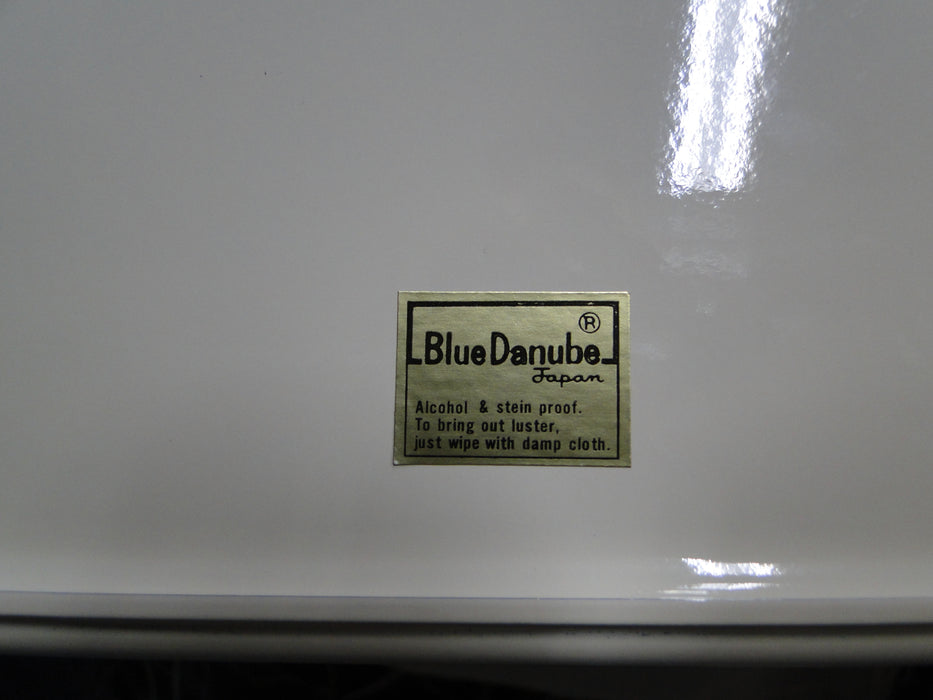 ®
Blue Danube
Japan
Alcohol & stein proof.
To bring out luster,
just wipe with damp cloth.